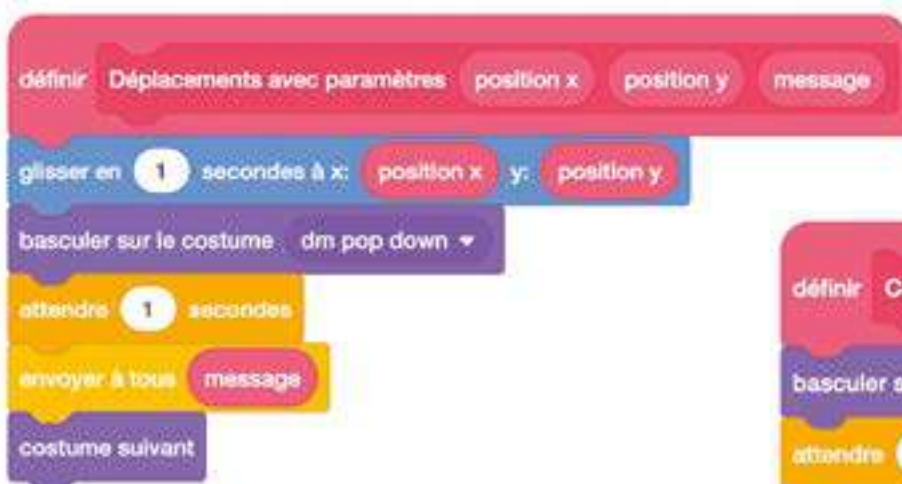 définir Déplacements avec paramètres position x position y message
glisser en 1 secondes à x: position x y: position y
basculer sur le costume dm pop down
attendre 1 secondes
envoyer à tous message
costume suivant
définir C
basculer s
attendre